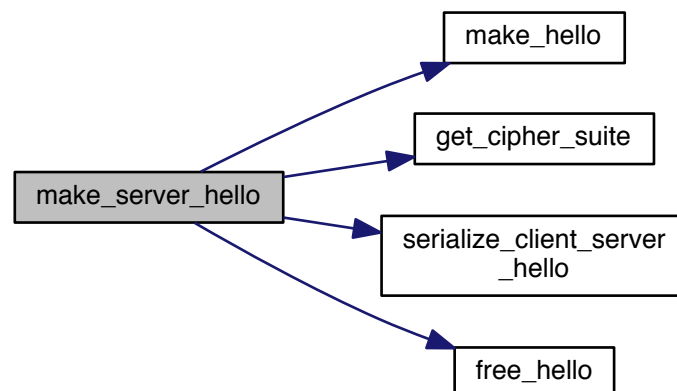 make_hello
get_cipher_suite
make_server_hello
serialize_client_server
_hello
free_hello